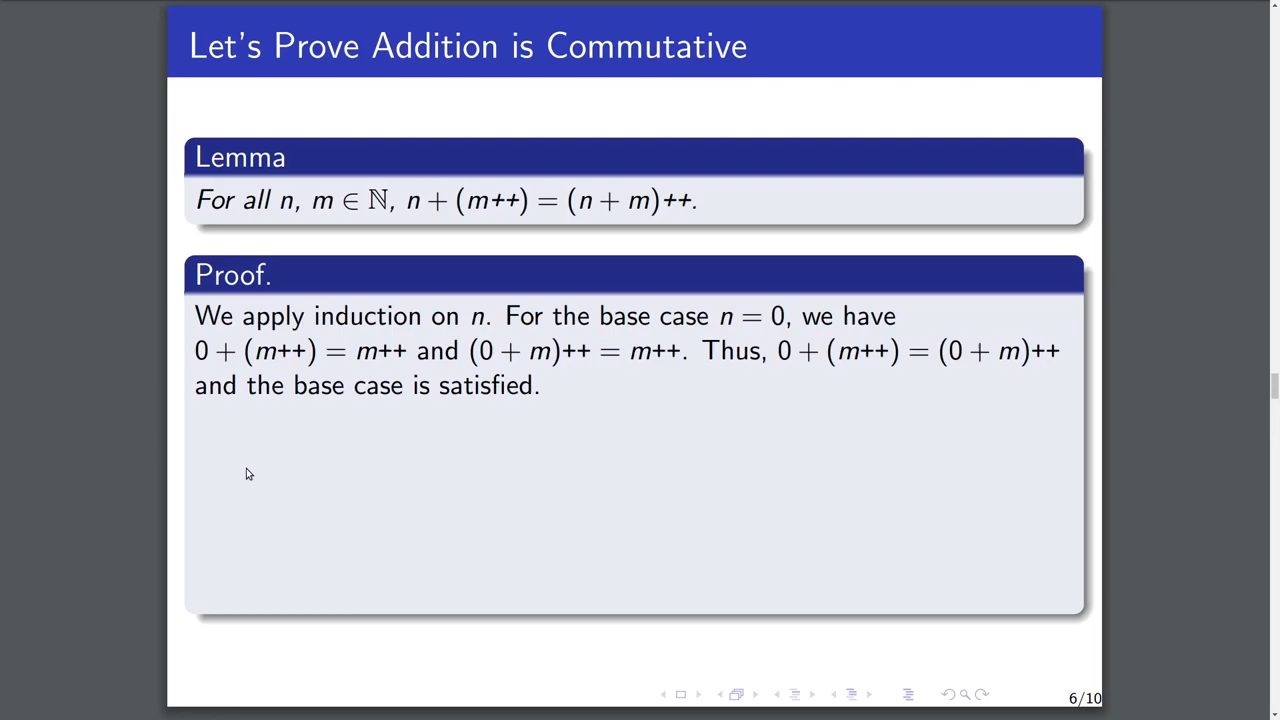 Let's Prove Addition is Commutative
Lemma
For all n, m ∈ ℕ, n + (m++) = (n + m)++.
Proof.
We apply induction on n. For the base case n = 0, we have
0 + (m++) = m++ and (0 + m)++ = m++. Thus, 0 + (m++) = (0 + m)++
and the base case is satisfied.
6/10